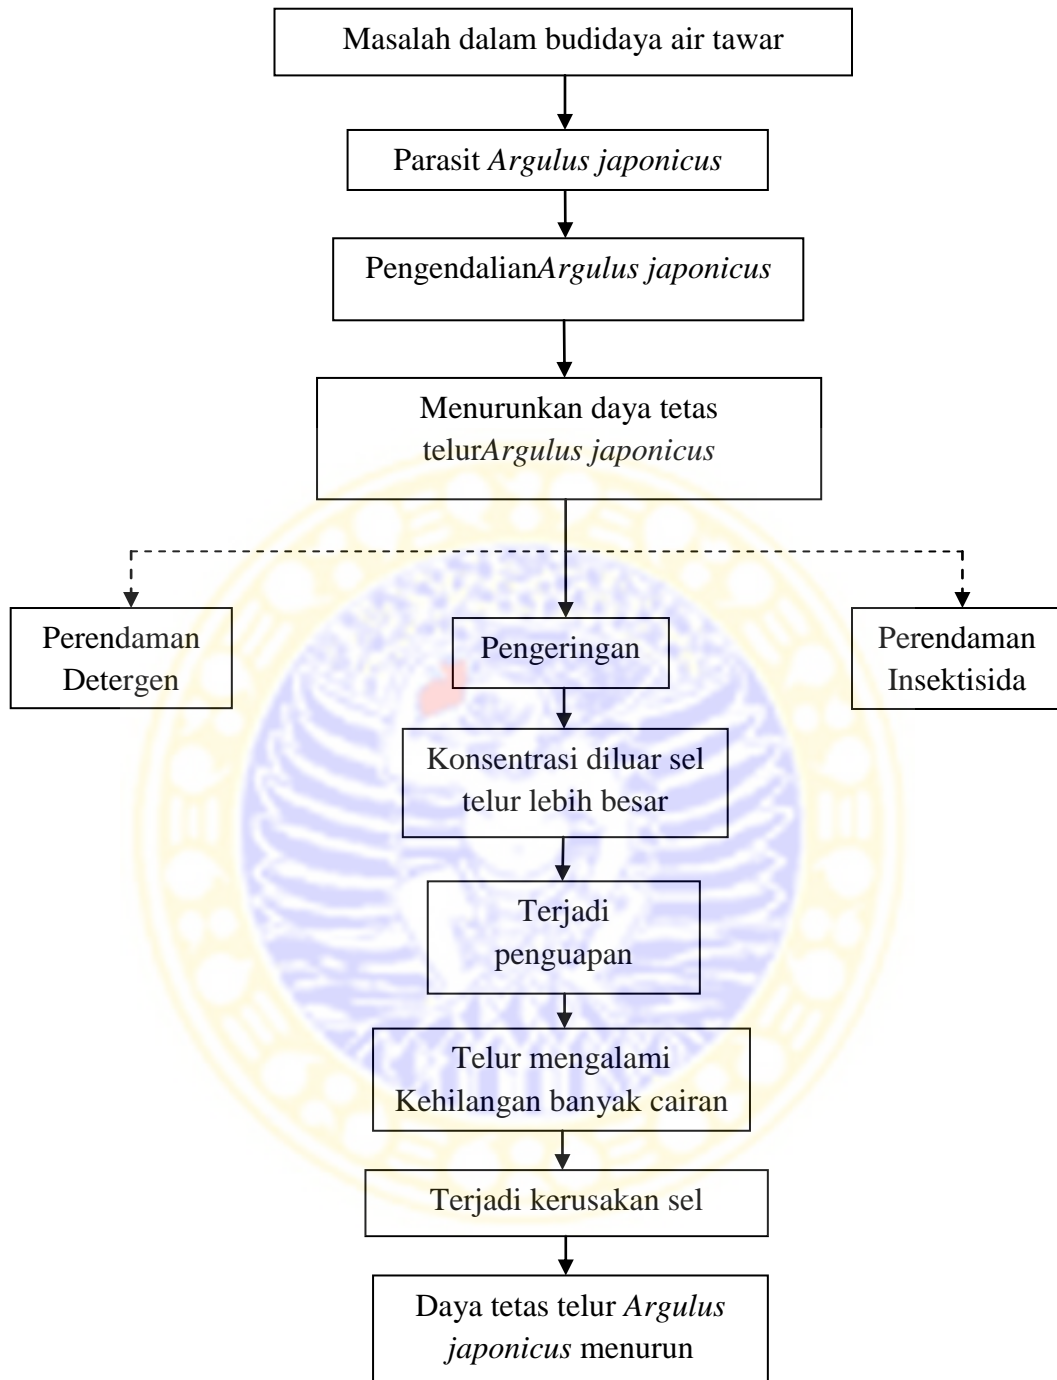 Masalah dalam budidaya air tawar
Parasit Argulus japonicus
PengendalianArgulus japonicus
Menurunkan daya tetas
telurArgulus japonicus
Perendaman
Detergen
Pengeringan
Perendaman
Insektisida
Konsentrasi diluar sel
telur lebih besar
Terjadi
penguapan
Telur mengalami
Kehilangan banyak cairan
Terjadi kerusakan sel
Daya tetas telur Argulus
japonicus menurun